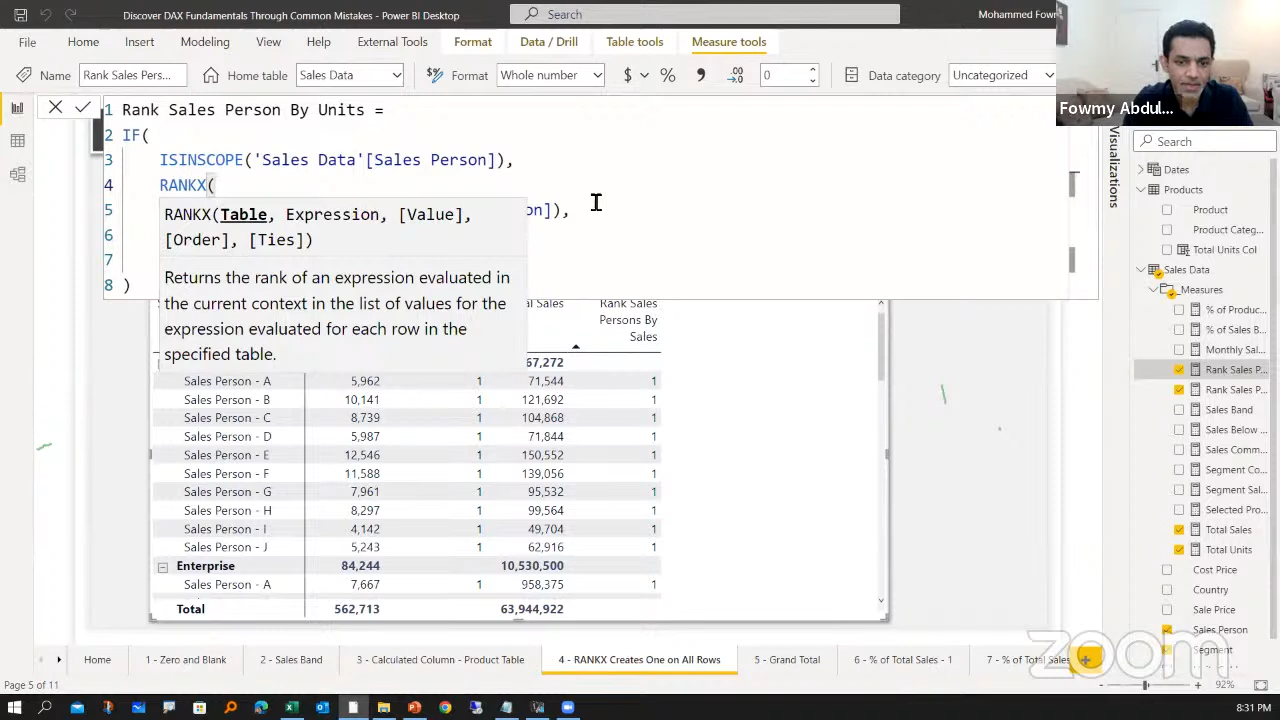 Discover DAX Fundamentals Through Common Mistakes - Power BI Desktop
Search
Mohammed Fow
File
Home
Insert
Modeling
View
Help
External Tools
Format
Data / Drill
Table tools
Measure tools
Name
Rank Sales Pers...
Home table
Sales Data
Format
Whole number
$
%
0
Data category
Uncategorized
Fowmy Abdul...
1 Rank Sales Person By Units =
2 IF(
3 ISINSCOPE('Sales Data'[Sales Person]),
4 RANKX(
5 on]),
6
7
8 )
RANKX(Table, Expression, [Value],
[Order], [Ties])
Returns the rank of an expression evaluated in
the current context in the list of values for the
expression evaluated for each row in the
specified table.
Sales
Rank Sales
Persons By
Sales
67,272
Sales Person - A 5,962 1 71,544 1
Sales Person - B 10,141 1 121,692 1
Sales Person - C 8,739 1 104,868 1
Sales Person - D 5,987 1 71,844 1
Sales Person - E 12,546 1 150,552 1
Sales Person - F 11,588 1 139,056 1
Sales Person - G 7,961 1 95,532 1
Sales Person - H 8,297 1 99,564 1
Sales Person - I 4,142 1 49,704 1
Sales Person - J 5,243 1 62,916 1
Enterprise 84,244 10,530,500
Sales Person - A 7,667 1 958,375 1
Total 562,713 63,944,922
Visualizations
Search
Dates
Products
Product
Product Categ...
Total Units Col
Sales Data
_Measures
% of Produc...
% of Sales B...
Monthly Sal...
Rank Sales P...
Rank Sales P...
Sales Band
Sales Below ...
Sales Comm...
Segment Co...
Segment Sal...
Selected Pro...
Total Sales
Total Units
Cost Price
Country
Sale Price
Sales Person
Segment
zoom
Home
1 - Zero and Blank
2 - Sales Band
3 - Calculated Column - Product Table
4 - RANKX Creates One on All Rows
5 - Grand Total
6 - % of Total Sales - 1
7 - % of Total Sales
Page 5 of 11
92%
8:31 PM